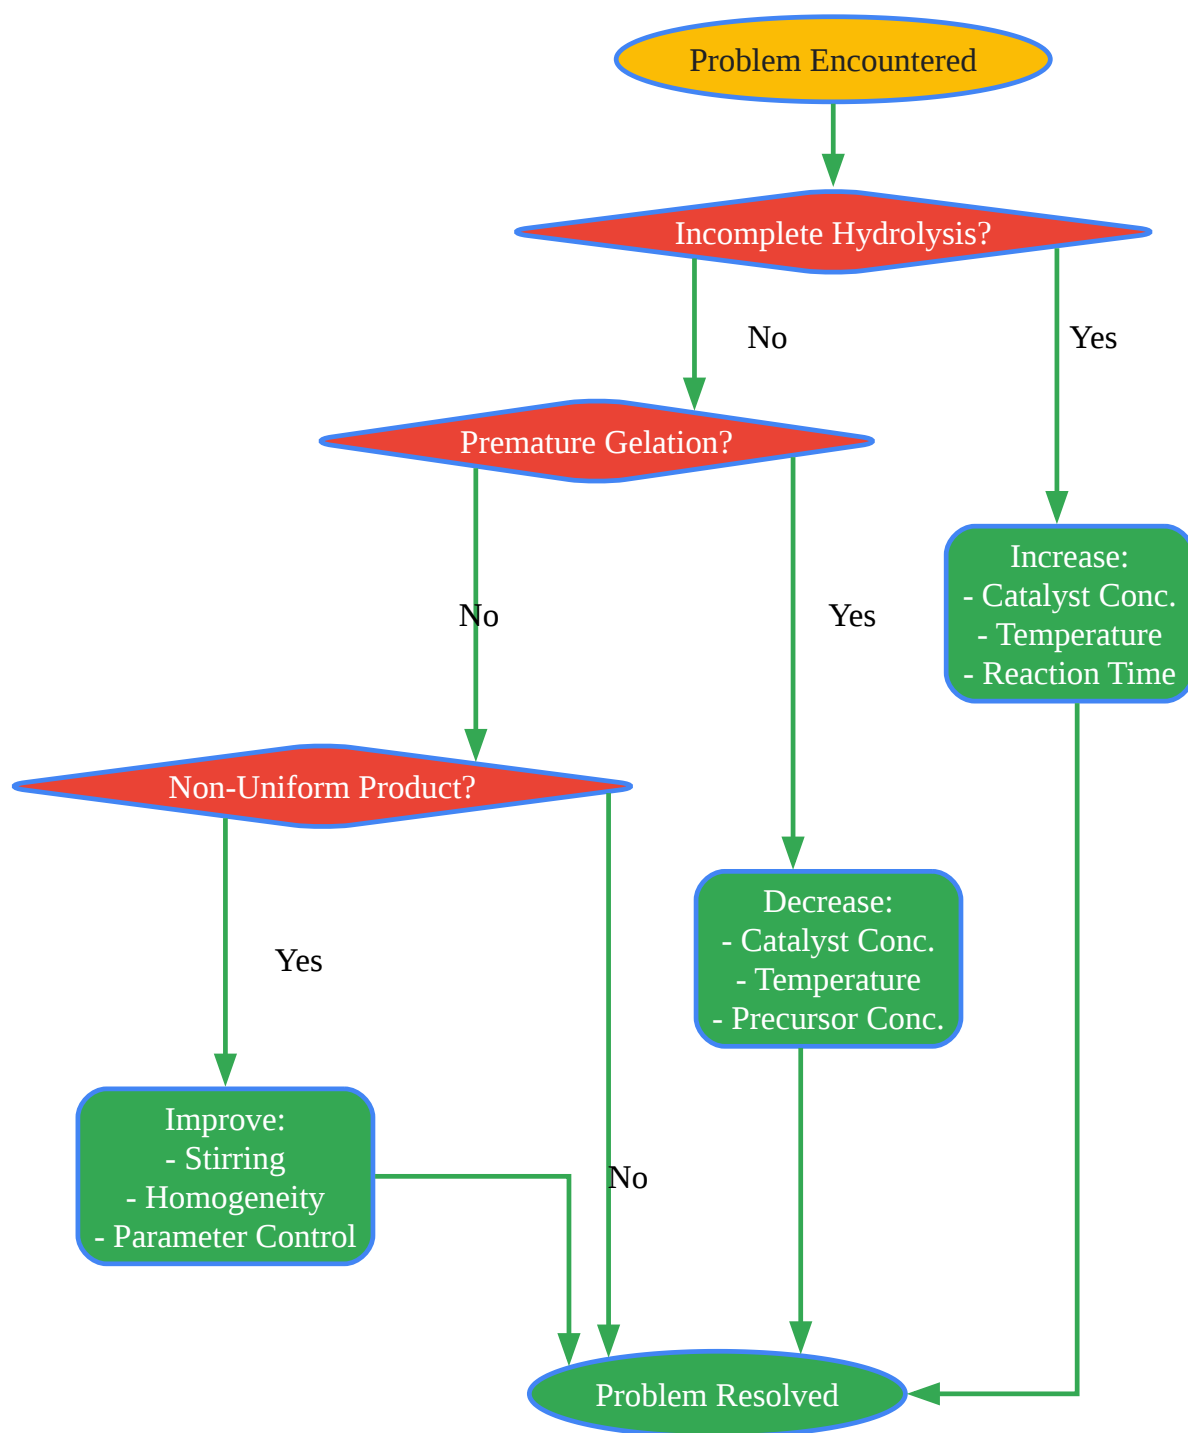 Problem Encountered
Incomplete Hydrolysis?
No
Yes
Premature Gelation?
Increase:
- Catalyst Conc.
- Temperature
- Reaction Time
No
Yes
Non-Uniform Product?
Decrease:
- Catalyst Conc.
- Temperature
- Precursor Conc.
Yes
Improve:
- Stirring
- Homogeneity
- Parameter Control
No
Problem Resolved